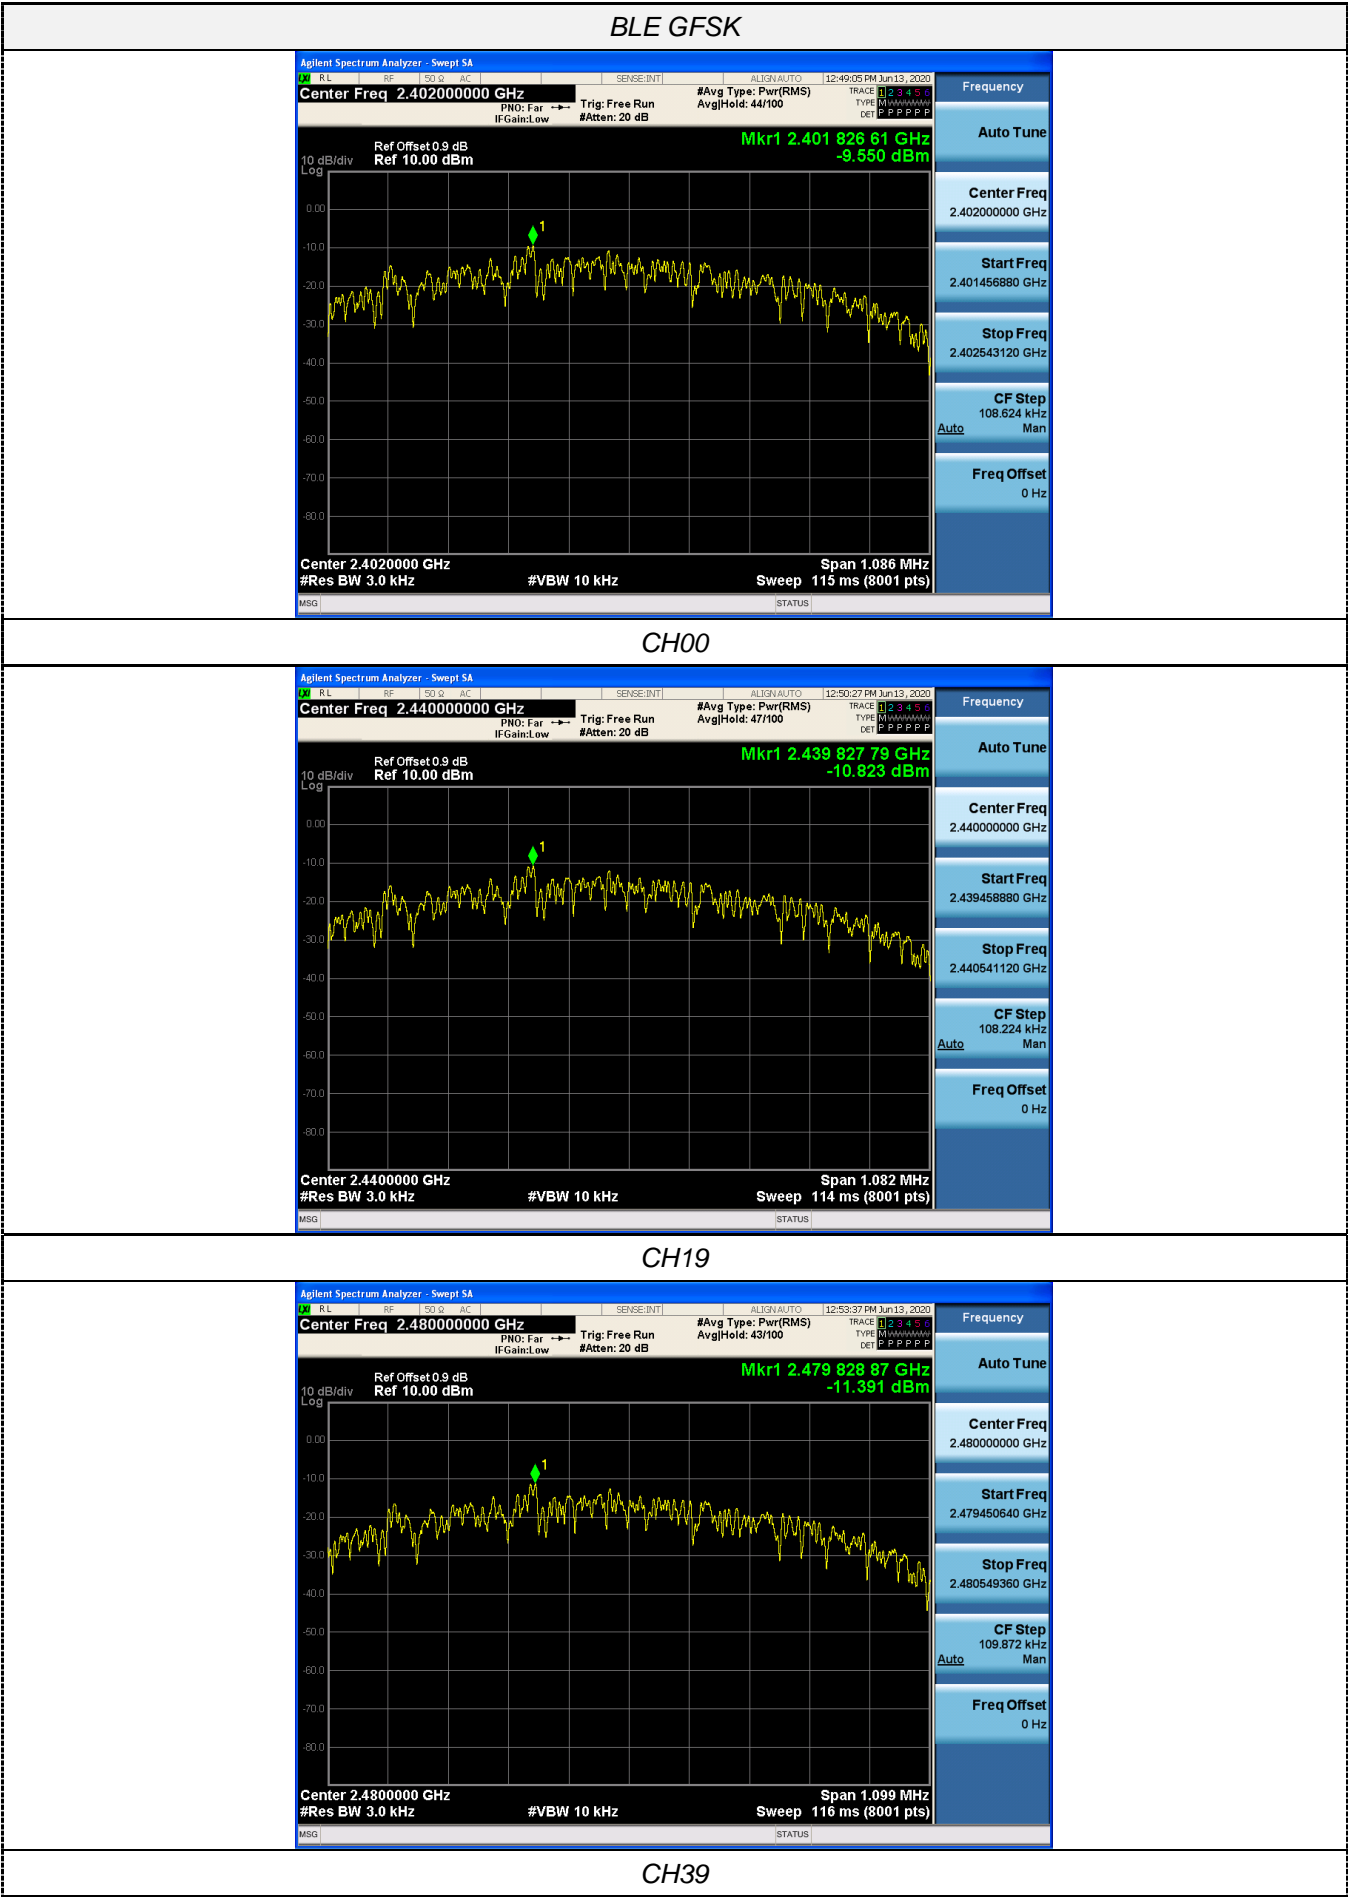 BLE GFSK
Agilent Spectrum Analyzer - Swept SA
LXI RL RF 50 Ω AC SENSE:INT ALIGN AUTO 12:49:05 PM Jun 13, 2020
Center Freq 2.402000000 GHz #Avg Type: Pwr(RMS) TRACE 1 2 3 4 5 6
PNO: Far Trig: Free Run Avg|Hold: 44/100 TYPE M
IFGain:Low #Atten: 20 dB DET P P P P P P
Frequency
Mkr1 2.401 826 61 GHz
-9.550 dBm
Ref Offset 0.9 dB
10 dB/div Ref 10.00 dBm
Log
0.00
-10.0
-20.0
-30.0
-40.0
-50.0
-60.0
-70.0
-80.0
1
Center 2.4020000 GHz Span 1.086 MHz
#Res BW 3.0 kHz #VBW 10 kHz Sweep 115 ms (8001 pts)
MSG STATUS
Auto Tune
Center Freq
2.402000000 GHz
Start Freq
2.401456880 GHz
Stop Freq
2.402543120 GHz
CF Step
108.624 kHz
Auto Man
Freq Offset
0 Hz
CH00
Agilent Spectrum Analyzer - Swept SA
LXI RL RF 50 Ω AC SENSE:INT ALIGN AUTO 12:50:27 PM Jun 13, 2020
Center Freq 2.440000000 GHz #Avg Type: Pwr(RMS) TRACE 1 2 3 4 5 6
PNO: Far Trig: Free Run Avg|Hold: 47/100 TYPE M
IFGain:Low #Atten: 20 dB DET P P P P P P
Frequency
Mkr1 2.439 827 79 GHz
-10.823 dBm
Ref Offset 0.9 dB
10 dB/div Ref 10.00 dBm
Log
0.00
-10.0
-20.0
-30.0
-40.0
-50.0
-60.0
-70.0
-80.0
1
Center 2.4400000 GHz Span 1.082 MHz
#Res BW 3.0 kHz #VBW 10 kHz Sweep 114 ms (8001 pts)
MSG STATUS
Auto Tune
Center Freq
2.440000000 GHz
Start Freq
2.439458880 GHz
Stop Freq
2.440541120 GHz
CF Step
108.224 kHz
Auto Man
Freq Offset
0 Hz
CH19
Agilent Spectrum Analyzer - Swept SA
LXI RL RF 50 Ω AC SENSE:INT ALIGN AUTO 12:53:37 PM Jun 13, 2020
Center Freq 2.480000000 GHz #Avg Type: Pwr(RMS) TRACE 1 2 3 4 5 6
PNO: Far Trig: Free Run Avg|Hold: 43/100 TYPE M
IFGain:Low #Atten: 20 dB DET P P P P P P
Frequency
Mkr1 2.479 828 87 GHz
-11.391 dBm
Ref Offset 0.9 dB
10 dB/div Ref 10.00 dBm
Log
0.00
-10.0
-20.0
-30.0
-40.0
-50.0
-60.0
-70.0
-80.0
1
Center 2.4800000 GHz Span 1.099 MHz
#Res BW 3.0 kHz #VBW 10 kHz Sweep 116 ms (8001 pts)
MSG STATUS
Auto Tune
Center Freq
2.480000000 GHz
Start Freq
2.479450640 GHz
Stop Freq
2.480549360 GHz
CF Step
109.872 kHz
Auto Man
Freq Offset
0 Hz
CH39